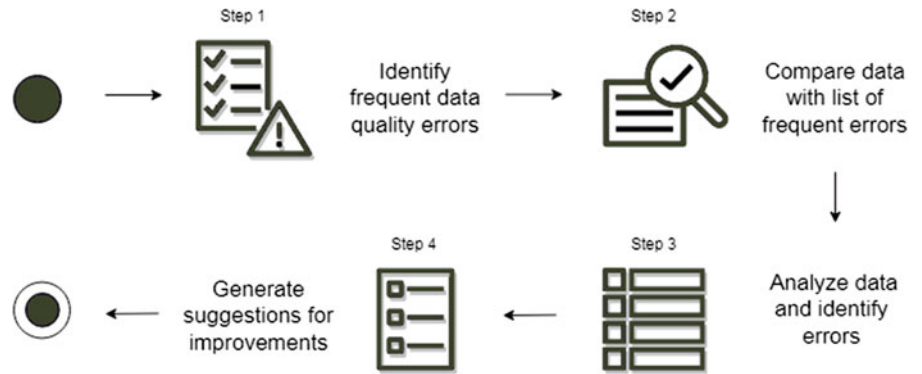 Step 1
Identify
frequent data
quality errors
Step 2
Compare data
with list of
frequent errors
Step 3
Analyze data
and identify
errors
Step 4
Generate
suggestions for
improvements